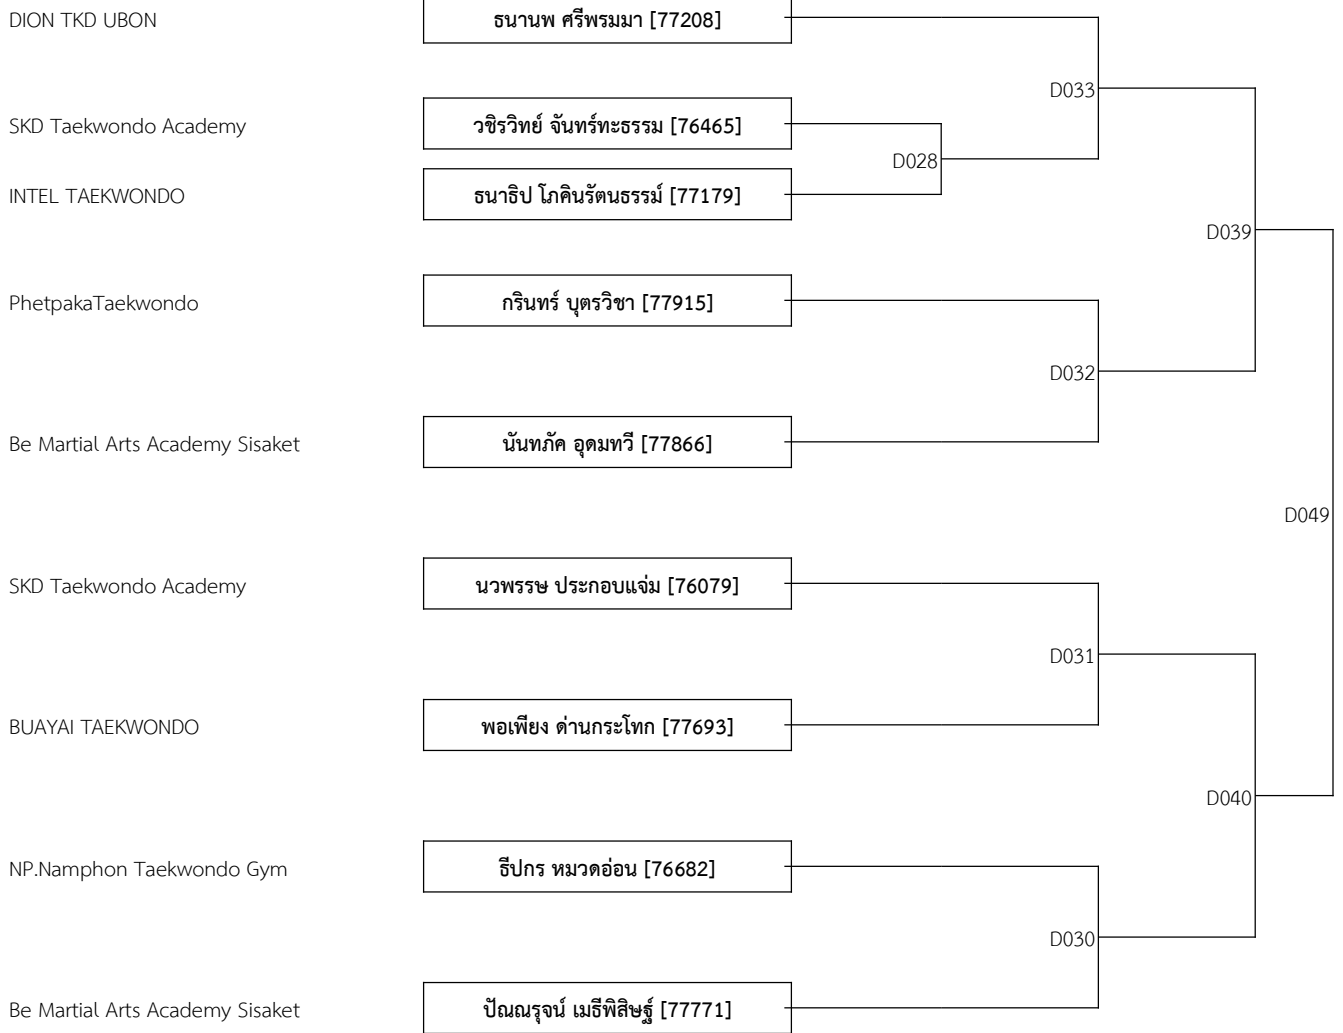 DION TKD UBON
ธนานพ ศรีพรมมา [77208]
D033
SKD Taekwondo Academy
วชิรวิทย์ จันทร์ทะธรรม [76465]
D028
INTEL TAEKWONDO
ธนาธิป โภคินรัตนธรรม์ [77179]
D039
PhetpakaTaekwondo
กรินทร์ บุตรวิชา [77915]
D032
Be Martial Arts Academy Sisaket
นันทภัค อุดมทวี [77866]
D049
SKD Taekwondo Academy
นวพรรษ ประกอบแจ่ม [76079]
D031
BUAYAI TAEKWONDO
พอเพียง ด่านกระโทก [77693]
D040
NP.Namphon Taekwondo Gym
ธีปกร หมวดอ่อน [76682]
D030
Be Martial Arts Academy Sisaket
ปัณณรุจน์ เมธีพิสิษฐ์ [77771]